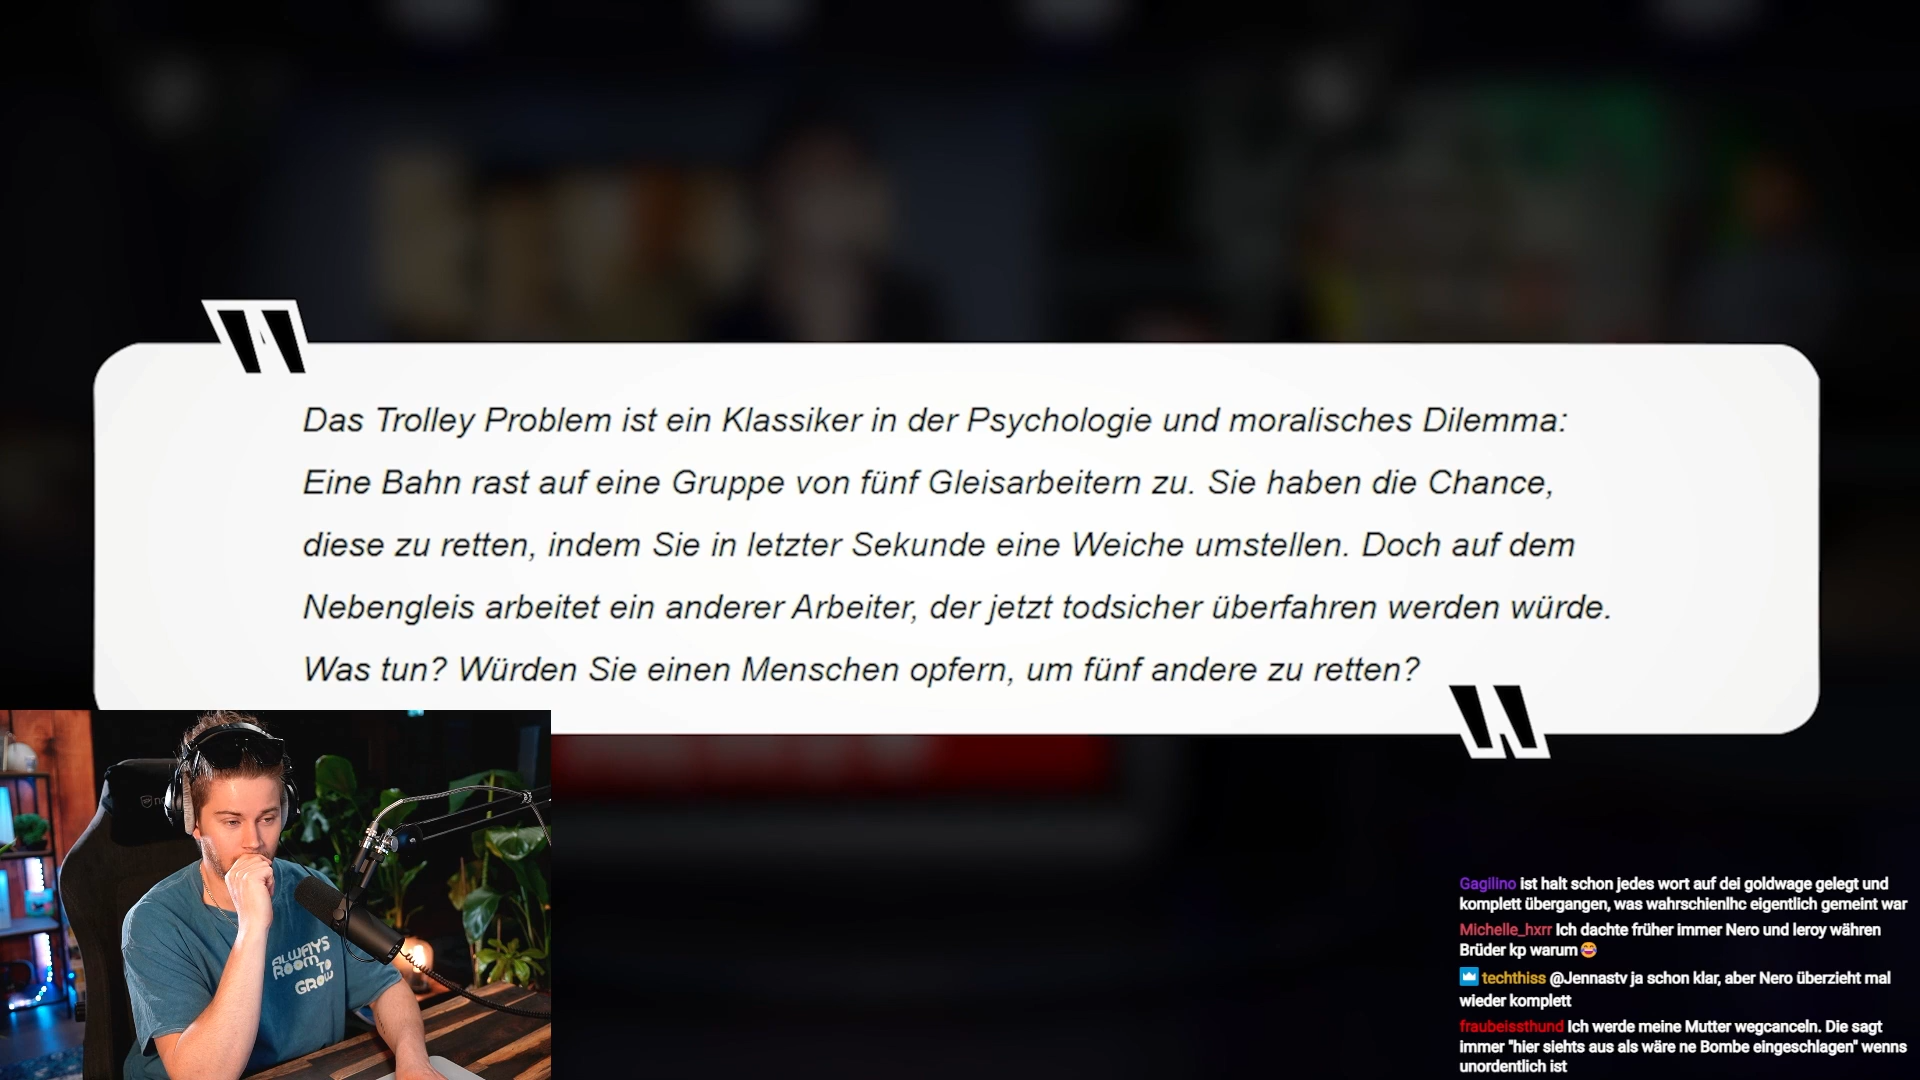 Das Trolley Problem ist ein Klassiker in der Psychologie und moralisches Dilemma:
Eine Bahn rast auf eine Gruppe von fünf Gleisarbeitern zu. Sie haben die Chance,
diese zu retten, indem Sie in letzter Sekunde eine Weiche umstellen. Doch auf dem
Nebengleis arbeitet ein anderer Arbeiter, der jetzt todsicher überfahren werden würde.
Was tun? Würden Sie einen Menschen opfern, um fünf andere zu retten?
ALWAYS
ROOM TO
GROW
Gagilino ist halt schon jedes wort auf dei goldwage gelegt und
komplett übergangen, was wahrschienlhc eigentlich gemeint war
Michelle_hxrr Ich dachte früher immer Nero und leroy währen
Brüder kp warum 😂
techthiss @Jennastv ja schon klar, aber Nero überzieht mal
wieder komplett
fraubeissthund Ich werde meine Mutter wegcanceln. Die sagt
immer "hier siehts aus als wäre ne Bombe eingeschlagen" wenns
unordentlich ist